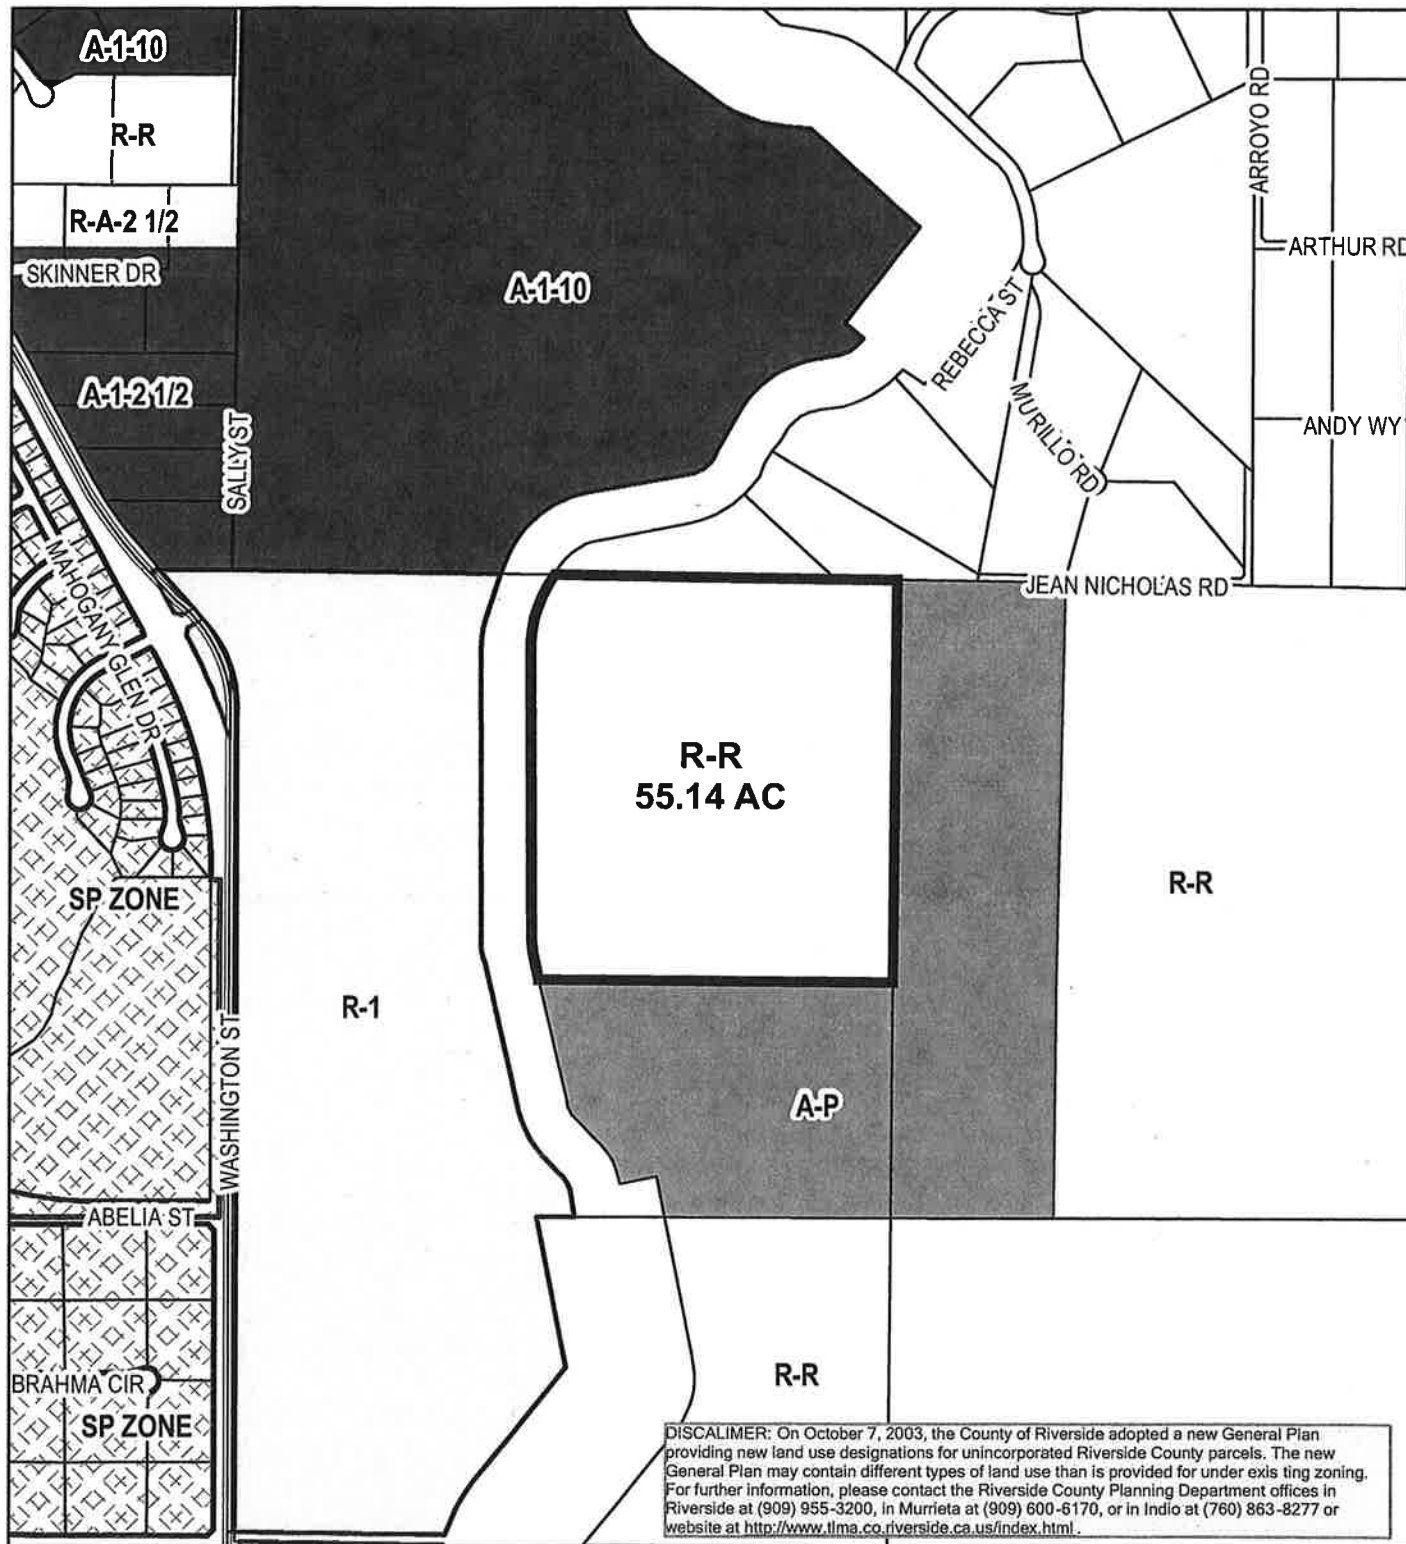 A-1-10
R-R
R-A-2 1/2
SKINNER DR
A-1-10
A-1-2 1/2
SALLY ST
ARROYO RD
ARTHUR RD
REBECCA ST
MURILLO RD
ANDY WY
JEAN NICHOLAS RD
MAHOGANY GLEN DR
R-R
55.14 AC
SP ZONE
R-R
R-1
WASHINGTON ST
A-P
ABELIA ST
BRAHMA CIR
SP ZONE
R-R
DISCALIMER: On October 7, 2003, the County of Riverside adopted a new General Plan
providing new land use designations for unincorporated Riverside County parcels. The new
General Plan may contain different types of land use than is provided for under exis ting zoning.
For further information, please contact the Riverside County Planning Department offices in
Riverside at (909) 955-3200, in Murrieta at (909) 600-6170, or in Indio at (760) 863-8277 or
website at http://www.tlma.co.riverside.ca.us/index.html.